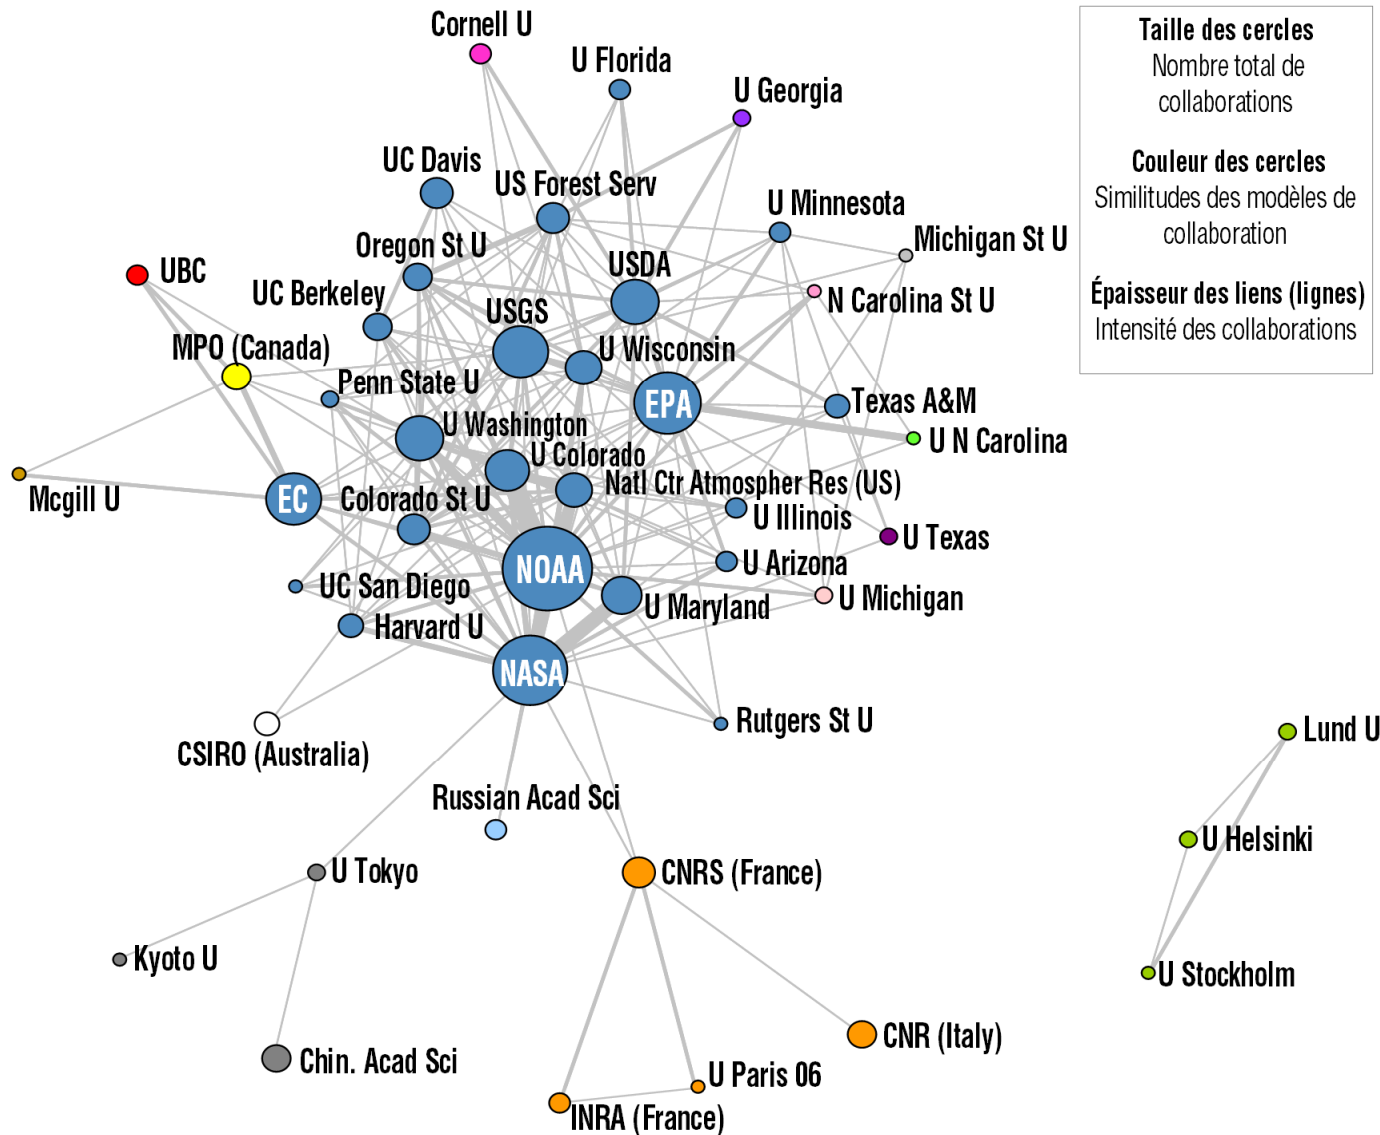 Cornell U
U Florida
U Georgia
UC Davis
US Forest Serv
U Minnesota
Michigan St U
Oregon St U
USDA
UBC
UC Berkeley
USGS
N Carolina St U
MPO (Canada)
U Wisconsin
Penn State U
EPA
Texas A&M
U Washington
U N Carolina
U Colorado
Mcgill U
EC
Colorado St U
Natl Ctr Atmospher Res (US)
U Illinois
U Texas
NOAA
U Arizona
UC San Diego
U Maryland
U Michigan
Harvard U
NASA
Rutgers St U
CSIRO (Australia)
Lund U
Russian Acad Sci
U Helsinki
U Tokyo
CNRS (France)
Kyoto U
U Stockholm
CNR (Italy)
Chin. Acad Sci
U Paris 06
INRA (France)
Taille des cercles
Nombre total de
collaborations
Couleur des cercles
Similitudes des modèles de
collaboration
Épaisseur des liens (lignes)
Intensité des collaborations